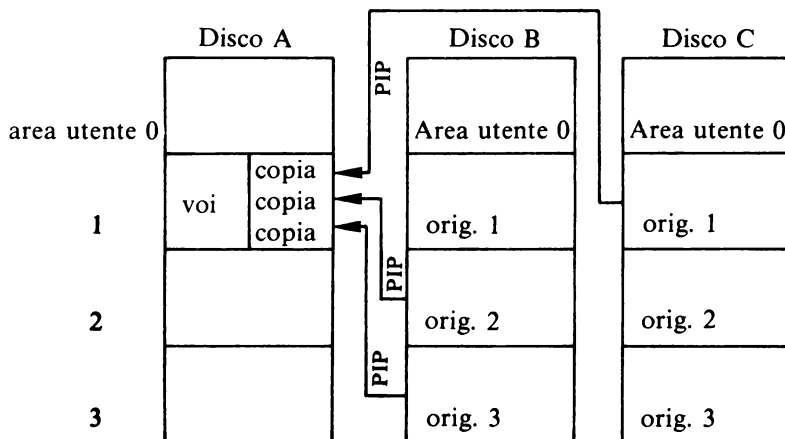 Disco A Disco B Disco C
PIP
area utente 0 Area utente 0 Area utente 0
copia
voi copia
1 copia orig. 1 orig. 1
PIP
2 orig. 2 orig. 2
PIP
3 orig. 3 orig. 3